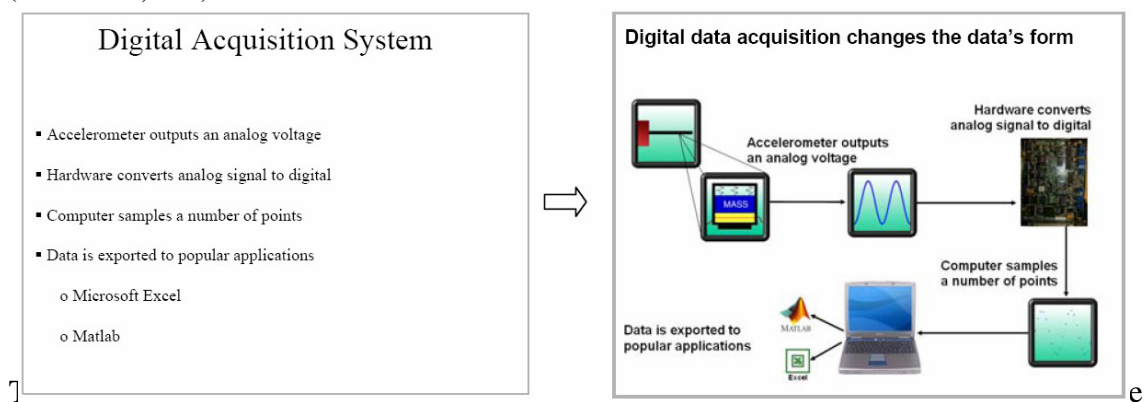 Digital Acquisition System
▪ Accelerometer outputs an analog voltage
▪ Hardware converts analog signal to digital
▪ Computer samples a number of points
▪ Data is exported to popular applications
o Microsoft Excel
o Matlab
Digital data acquisition changes the data's form
Accelerometer outputs
an analog voltage
MASS
Hardware converts
analog signal to digital
Computer samples
a number of points
Data is exported to
popular applications
MATLAB
Excel
T
e